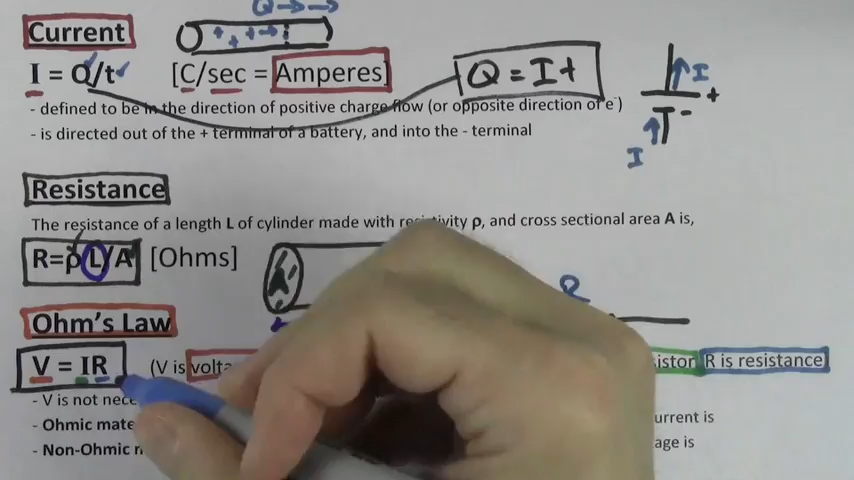 Q
Current
+ + + +
I = Q/t [C/sec = Amperes] Q = It I
- +
- defined to be in the direction of positive charge flow (or opposite direction of e-)
- is directed out of the + terminal of a battery, and into the - terminal
I
Resistance
The resistance of a length L of cylinder made with resistivity ρ, and cross sectional area A is,
R=ρL/A [Ohms] A
R
Ohm's Law
V = IR (V is volta istor R is resistance
- V is not nece
- Ohmic mate urrent is
- Non-Ohmic age is